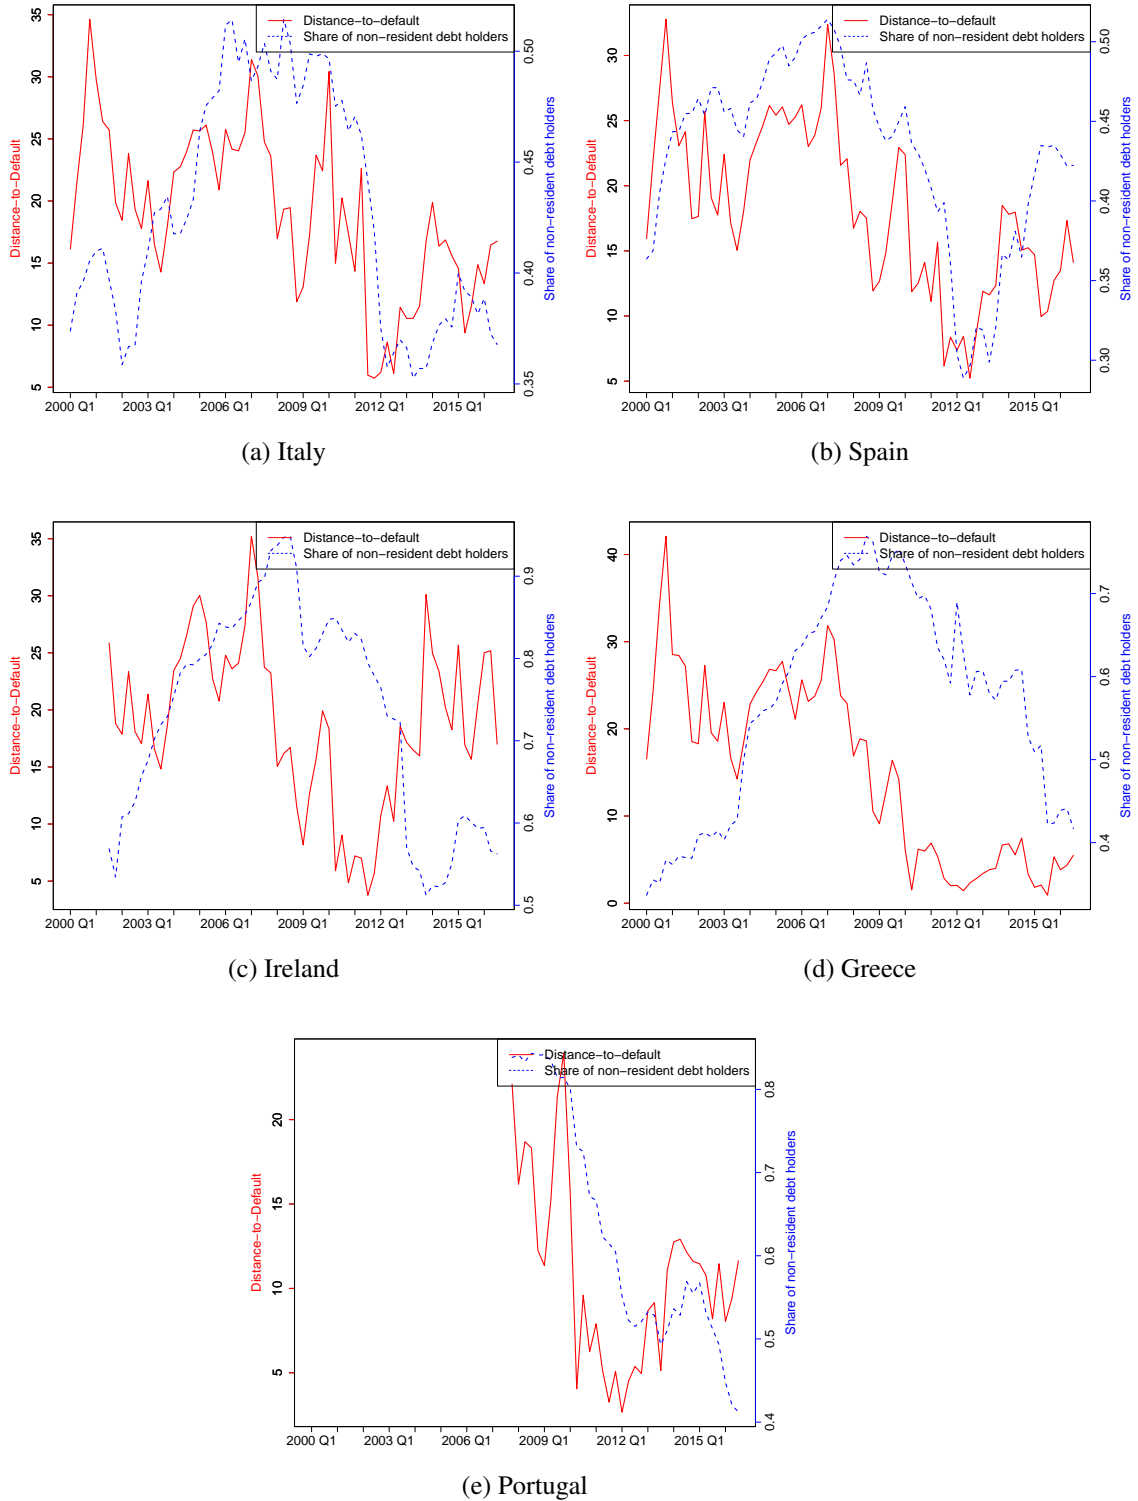 Distance-to-default
Share of non-resident debt holders
Distance-to-Default
35
30
25
20
15
10
5
0.50
0.45
0.40
0.35
Share of non-resident debt holders
2000 Q1 2003 Q1 2006 Q1 2009 Q1 2012 Q1 2015 Q1
(a) Italy
Distance-to-default
Share of non-resident debt holders
Distance-to-Default
30
25
20
15
10
5
0.50
0.45
0.40
0.35
0.30
Share of non-resident debt holders
2000 Q1 2003 Q1 2006 Q1 2009 Q1 2012 Q1 2015 Q1
(b) Spain
Distance-to-default
Share of non-resident debt holders
Distance-to-Default
35
30
25
20
15
10
5
0.9
0.8
0.7
0.6
0.5
Share of non-resident debt holders
2000 Q1 2003 Q1 2006 Q1 2009 Q1 2012 Q1 2015 Q1
(c) Ireland
Distance-to-default
Share of non-resident debt holders
Distance-to-Default
40
30
20
10
0
0.7
0.6
0.5
0.4
Share of non-resident debt holders
2000 Q1 2003 Q1 2006 Q1 2009 Q1 2012 Q1 2015 Q1
(d) Greece
Distance-to-default
Share of non-resident debt holders
Distance-to-Default
20
15
10
5
0.8
0.7
0.6
0.5
0.4
Share of non-resident debt holders
2000 Q1 2003 Q1 2006 Q1 2009 Q1 2012 Q1 2015 Q1
(e) Portugal